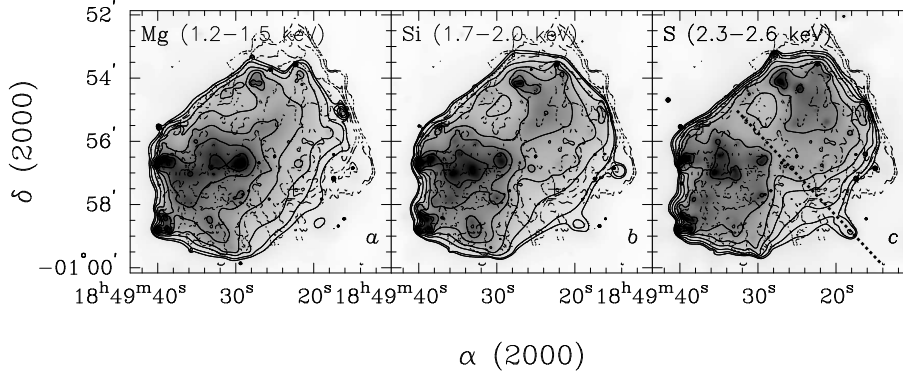 Mg (1.2−1.5 keV) Si (1.7−2.0 keV) S (2.3−2.6 keV)
52′
54′
56′
58′
−01°00′
δ (2000)
a b c
18ʰ49ᵐ40ˢ 30ˢ 20ˢ 18ʰ49ᵐ40ˢ 30ˢ 20ˢ 18ʰ49ᵐ40ˢ 30ˢ 20ˢ
α (2000)